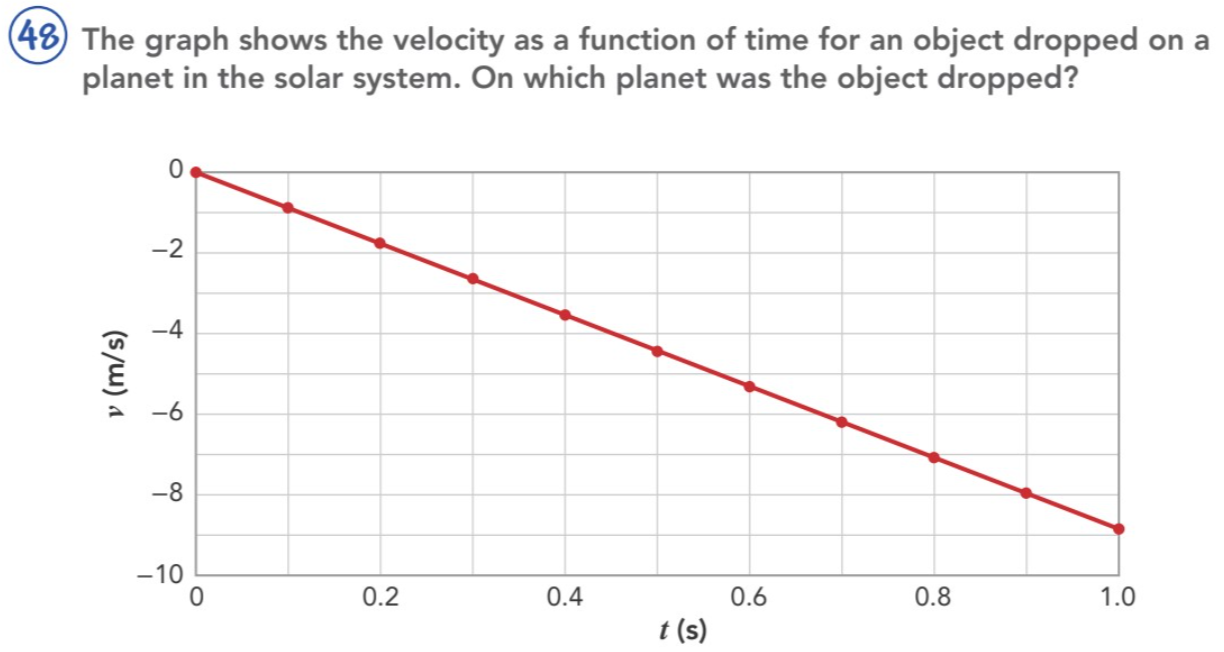 48 The graph shows the velocity as a function of time for an object dropped on a
planet in the solar system. On which planet was the object dropped?
0
−2
−4
−6
−8
−10
v (m/s)
0 0.2 0.4 0.6 0.8 1.0
t (s)